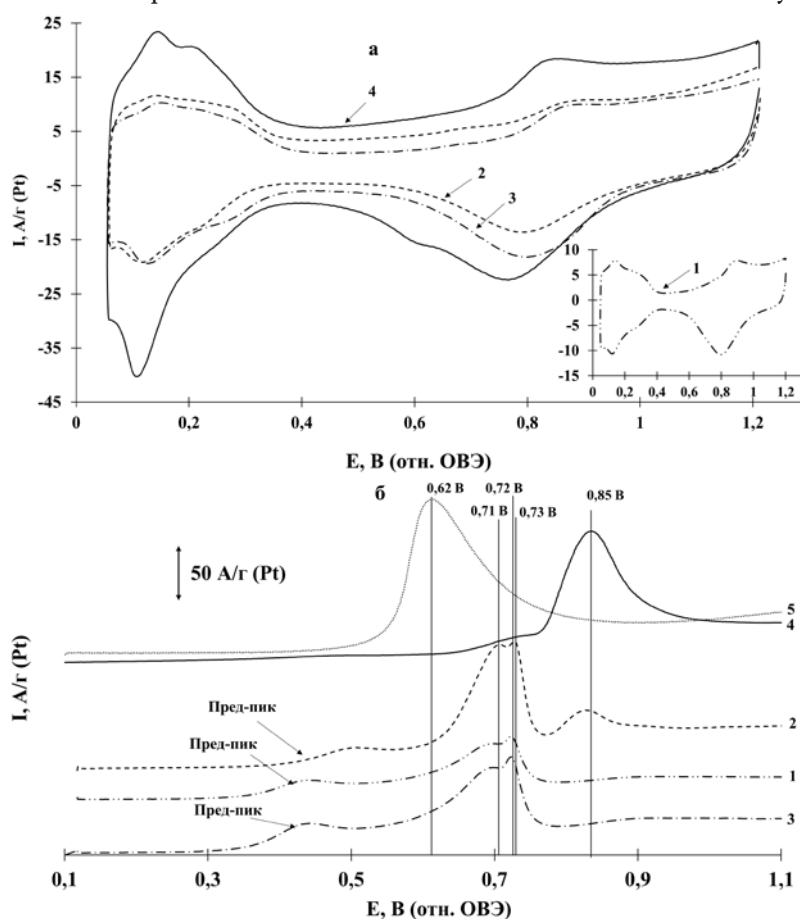 25
15
5
-5
-15
-25
-35
-45
I, А/г (Pt)
а
4
2
3
10
5
0
-5
-10
-15
1
0 0,2 0,4 0,6 0,8 1 1,2
0 0,2 0,4 0,6 0,8 1 1,2
E, В (отн. ОВЭ)
б
0,62 В
0,72 В
0,71 В
0,73 В
0,85 В
50 А/г (Pt)
I, А/г (Pt)
5
4
Пред-пик
2
Пред-пик
1
Пред-пик
3
0,1 0,3 0,5 0,7 0,9 1,1
E, В (отн. ОВЭ)